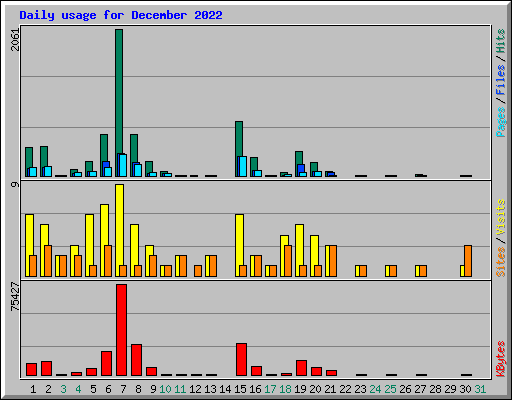 Daily usage for December 2022
2061
Pages / Files / Hits
9
Sites / Visits
75427
KBytes
1 2 3 4 5 6 7 8 9 10 11 12 13 14 15 16 17 18 19 20 21 22 23 24 25 26 27 28 29 30 31